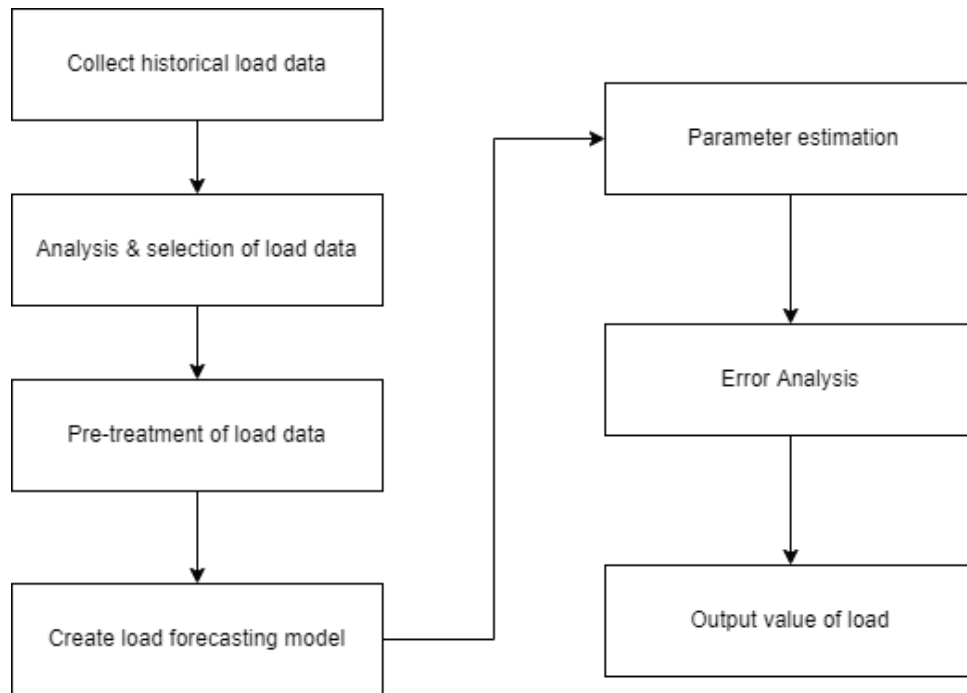 Collect historical load data
Analysis & selection of load data
Pre-treatment of load data
Create load forecasting model
Parameter estimation
Error Analysis
Output value of load